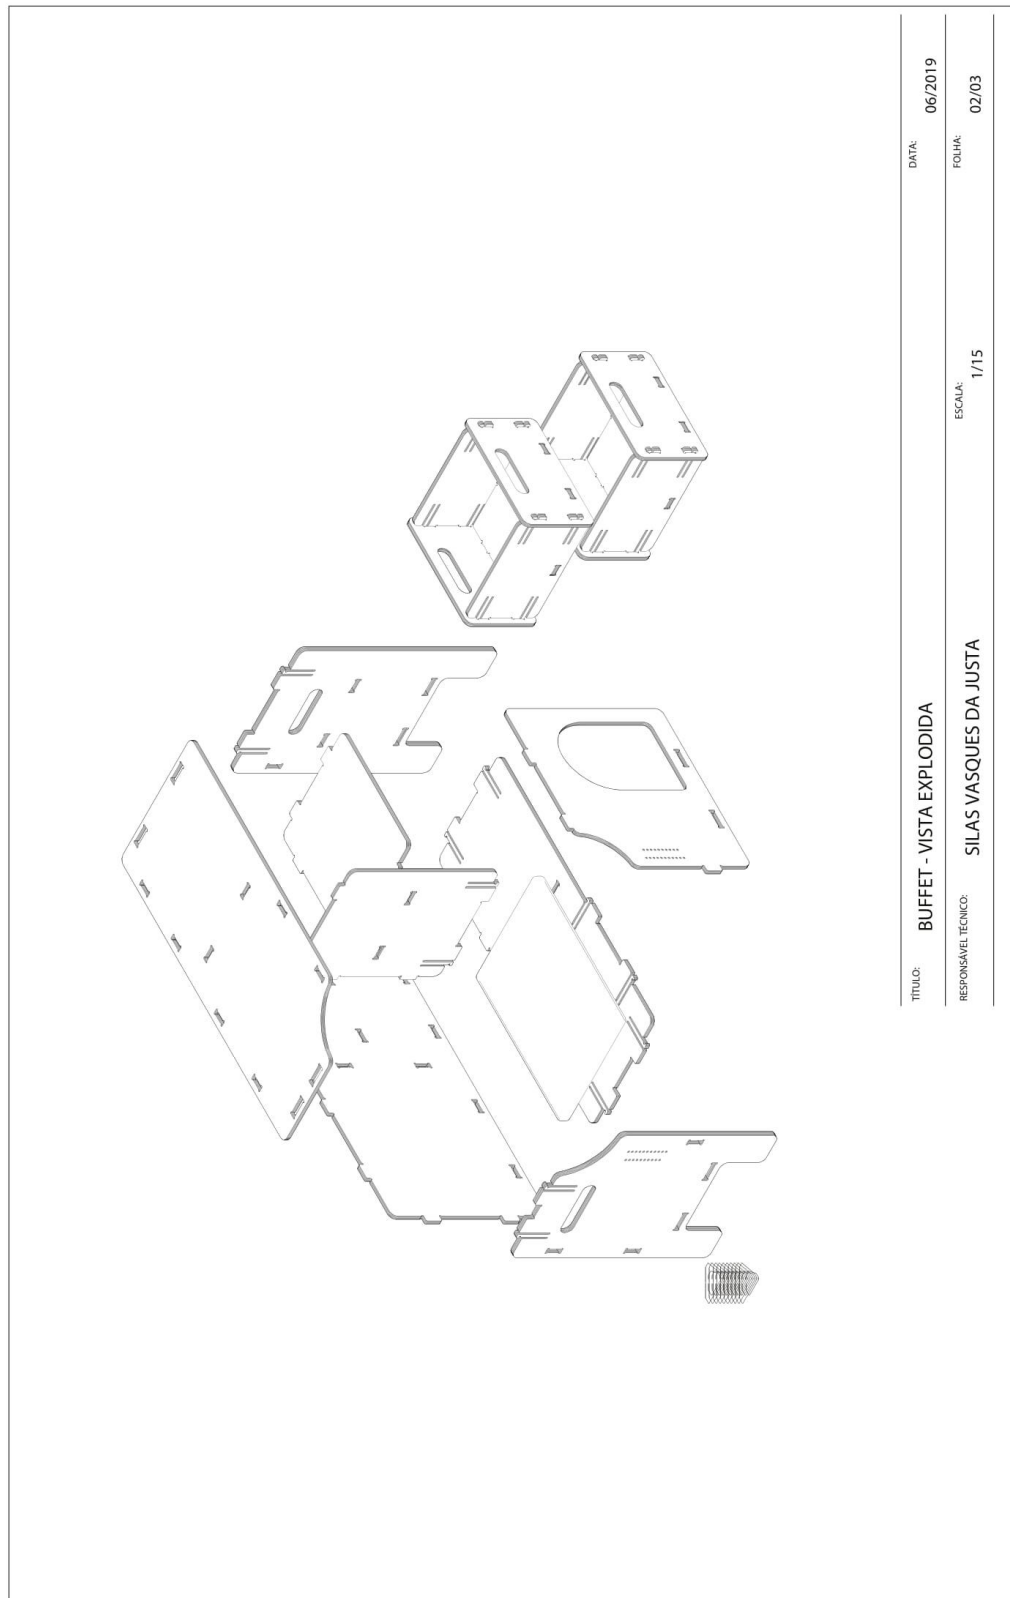 TÍTULO:
BUFFET - VISTA EXPLODIDA
DATA:
06/2019
RESPONSÁVEL TÉCNICO:
SILAS VASQUES DA JUSTA
ESCALA:
1/15
FOLHA:
02/03